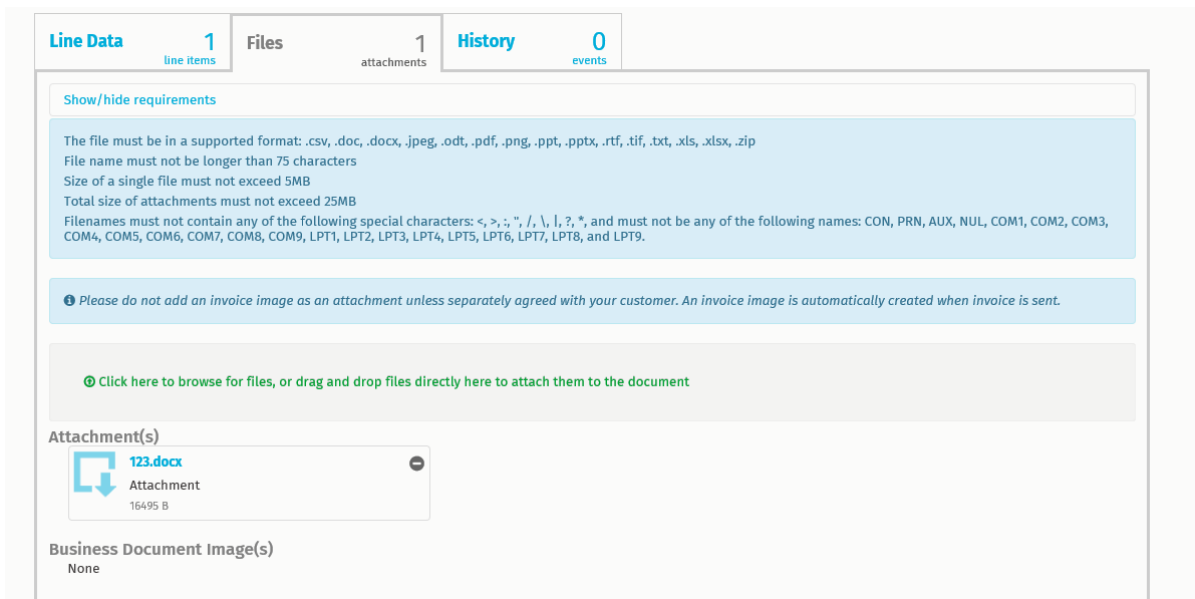 Line Data 1 line items
Files 1 attachments
History 0 events
Show/hide requirements
The file must be in a supported format: .csv, .doc, .docx, .jpeg, .odt, .pdf, .png, .ppt, .pptx, .rtf, .tif, .txt, .xls, .xlsx, .zip
File name must not be longer than 75 characters
Size of a single file must not exceed 5MB
Total size of attachments must not exceed 25MB
Filenames must not contain any of the following special characters: <, >, :, ", /, \, |, ?, *, and must not be any of the following names: CON, PRN, AUX, NUL, COM1, COM2, COM3,
COM4, COM5, COM6, COM7, COM8, COM9, LPT1, LPT2, LPT3, LPT4, LPT5, LPT6, LPT7, LPT8, and LPT9.
Please do not add an invoice image as an attachment unless separately agreed with your customer. An invoice image is automatically created when invoice is sent.
Click here to browse for files, or drag and drop files directly here to attach them to the document
Attachment(s)
123.docx
Attachment
16495 B
Business Document Image(s)
None